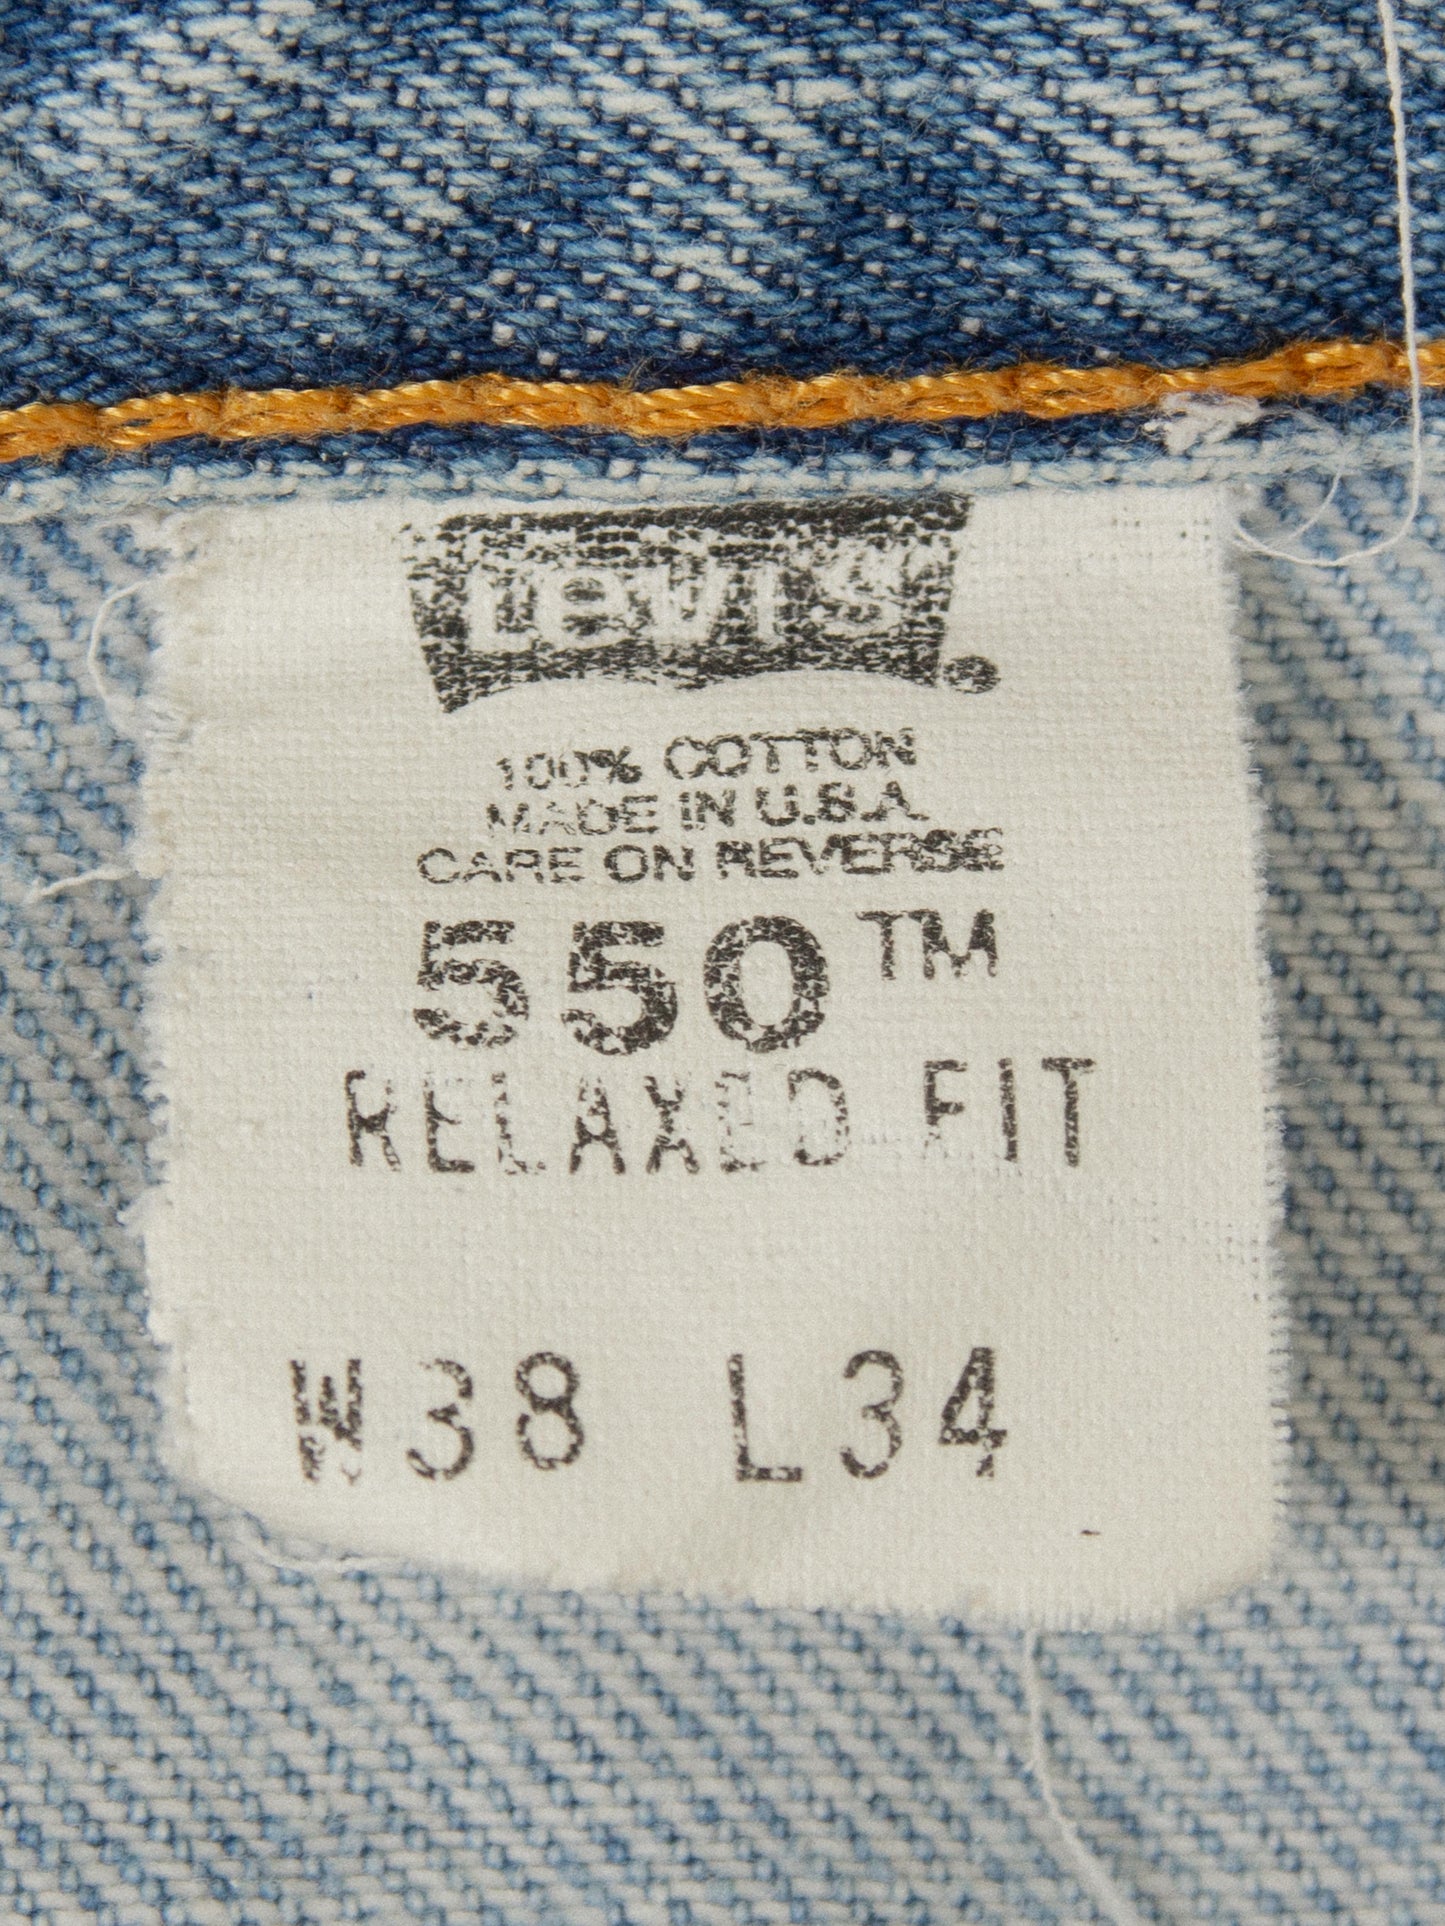 Levi's®
100% COTTON
MADE IN U.S.A.
CARE ON REVERSE
550™
RELAXED FIT
W38 L34